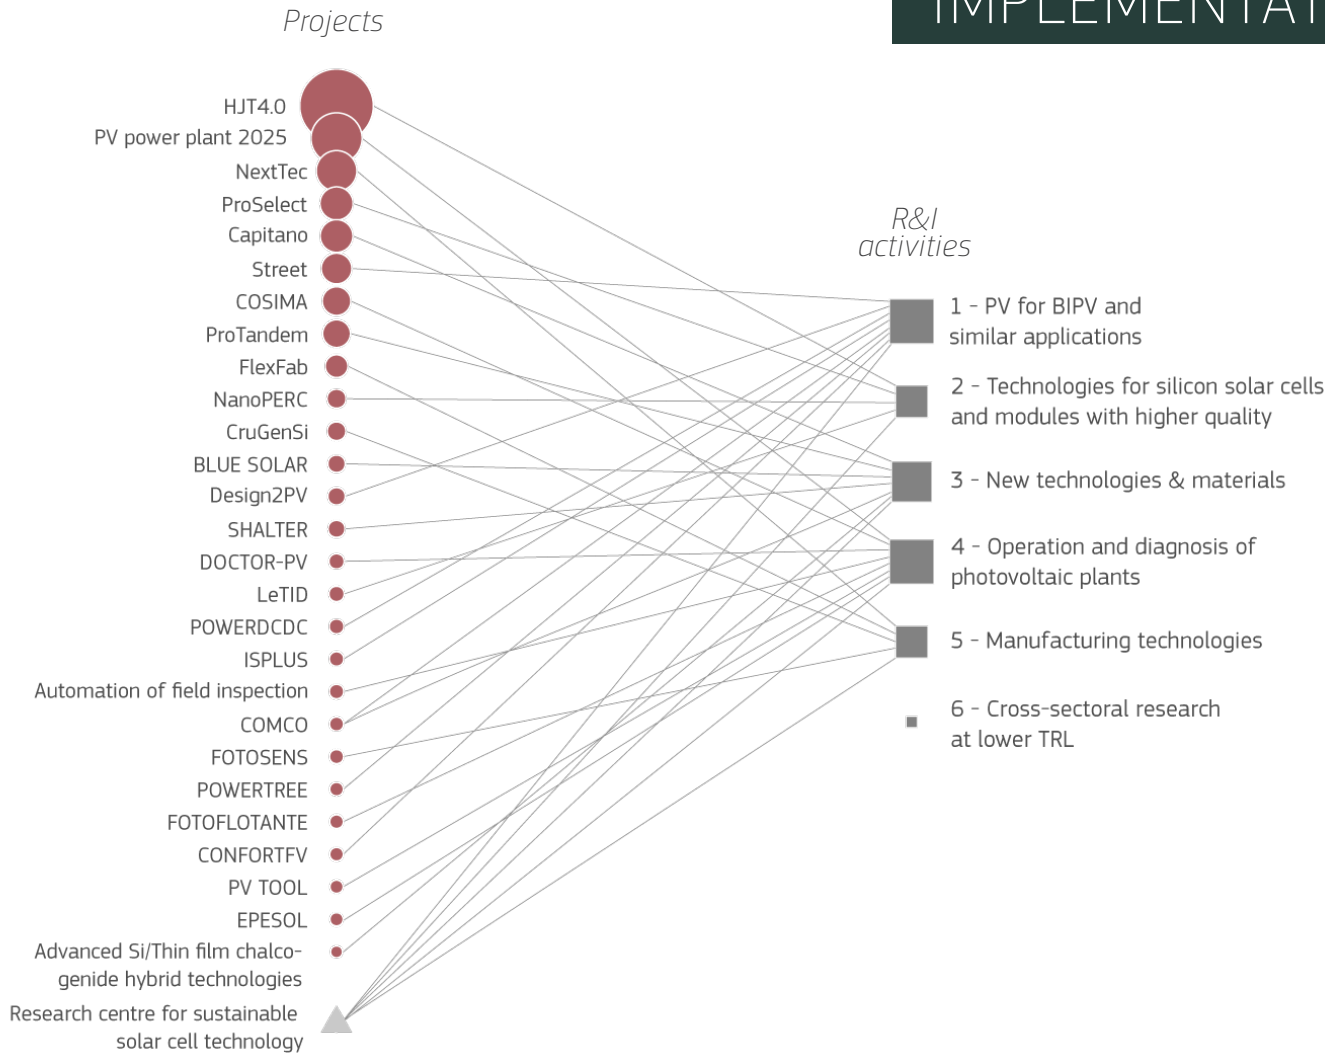 IMPLEMENTAT
Projects
HJT4.0
PV power plant 2025
NextTec
ProSelect
Capitano
Street
COSIMA
ProTandem
FlexFab
NanoPERC
CruGenSi
BLUE SOLAR
Design2PV
SHALTER
DOCTOR-PV
LeTID
POWERDCDC
ISPLUS
Automation of field inspection
COMCO
FOTOSENS
POWERTREE
FOTOFLOTANTE
CONFORTFV
PV TOOL
EPESOL
Advanced Si/Thin film chalco-
genide hybrid technologies
Research centre for sustainable
solar cell technology
R&I
activities
1 - PV for BIPV and
similar applications
2 - Technologies for silicon solar cells
and modules with higher quality
3 - New technologies & materials
4 - Operation and diagnosis of
photovoltaic plants
5 - Manufacturing technologies
6 - Cross-sectoral research
at lower TRL